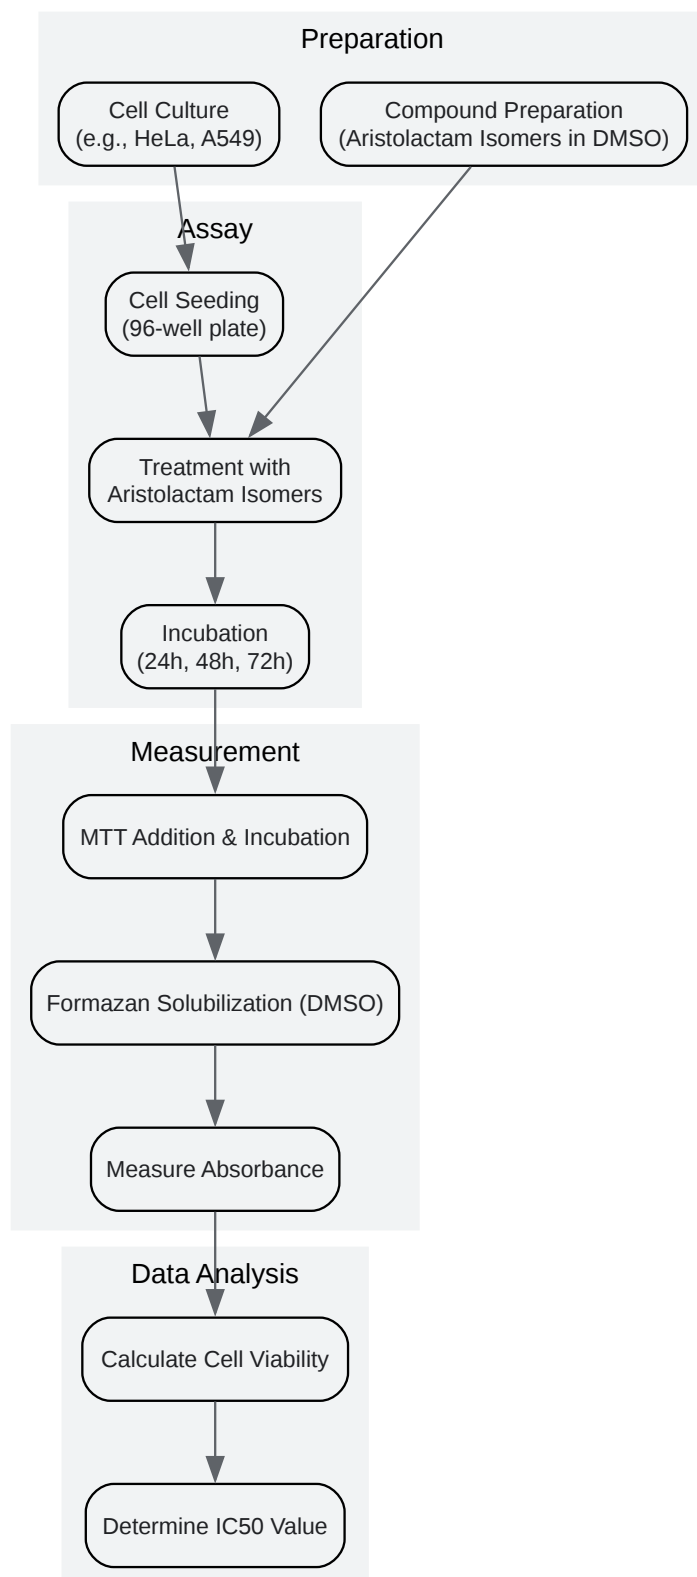 Preparation
Cell Culture
(e.g., HeLa, A549)
Compound Preparation
(Aristolactam Isomers in DMSO)
Assay
Cell Seeding
(96-well plate)
Treatment with
Aristolactam Isomers
Incubation
(24h, 48h, 72h)
Measurement
MTT Addition & Incubation
Formazan Solubilization (DMSO)
Measure Absorbance
Data Analysis
Calculate Cell Viability
Determine IC50 Value